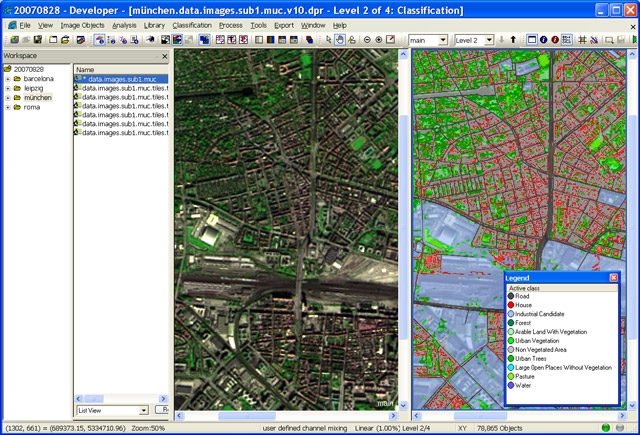 20070828 - Developer - [münchen.data.images.sub1.muc.v10.dpr - Level 2 of 4: Classification]
File View Image Objects Analysis Library Classification Process Tools Export Window Help
main Level 2
Workspace
20070828
barcelona
leipzig
münchen
roma
Name
* data.images.sub1.muc
data.images.sub1.muc.tiles.t
data.images.sub1.muc.tiles.t
data.images.sub1.muc.tiles.t
data.images.sub1.muc.tiles.t
data.images.sub1.muc.tiles.t
data.images.sub1.muc.tiles.t
main
Legend
Active class
Road
House
Industrial Candidate
Forest
Arable Land With Vegetation
Urban Vegetation
Non Vegetated Area
Urban Trees
Large Open Places Without Vegetation
Pasture
Water
List View
(1302, 661) = (689373.15, 5334710.96) Zoom:50% user defined channel mixing Linear (1.00%) Level 2/4 XY 78,865 Objects